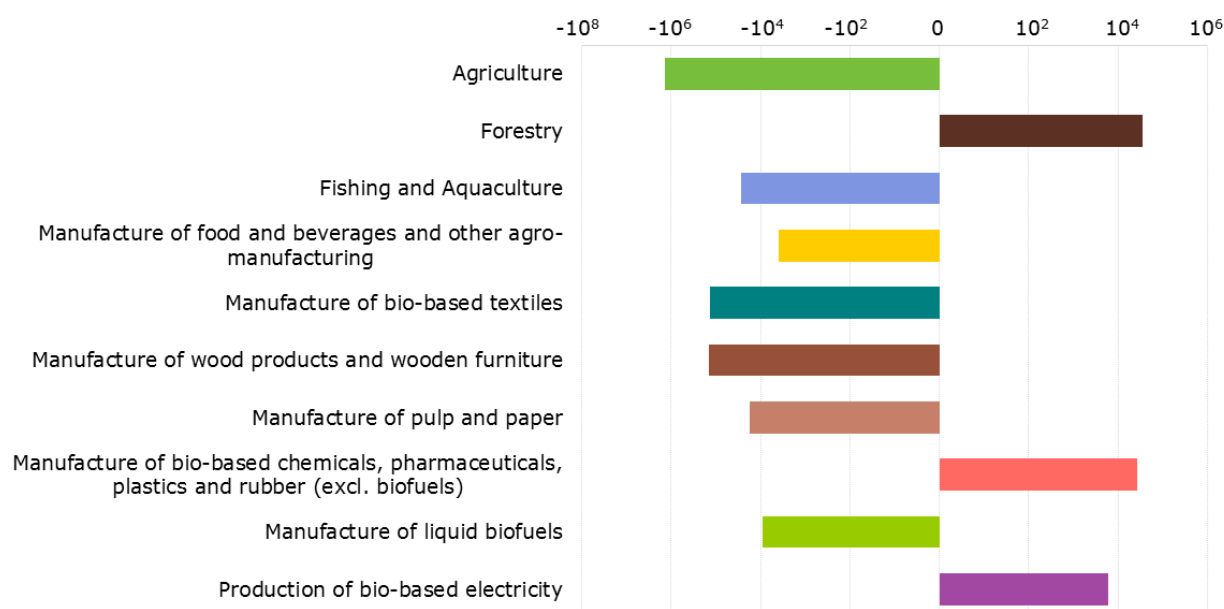 -10⁸ -10⁶ -10⁴ -10² 0 10² 10⁴ 10⁶
Agriculture
Forestry
Fishing and Aquaculture
Manufacture of food and beverages and other agro-
manufacturing
Manufacture of bio-based textiles
Manufacture of wood products and wooden furniture
Manufacture of pulp and paper
Manufacture of bio-based chemicals, pharmaceuticals,
plastics and rubber (excl. biofuels)
Manufacture of liquid biofuels
Production of bio-based electricity